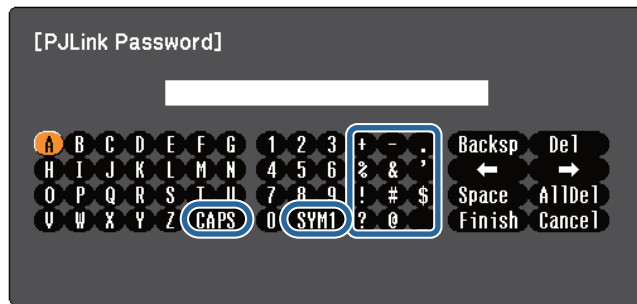 [PJLink Password]
A B C D E F G 1 2 3 + - . Backsp Del
H I J K L M N 4 5 6 % & ' ← →
O P Q R S T U 7 8 9 ! # $ Space AllDel
V W X Y Z CAPS 0 SYM1 ? @ Finish Cancel